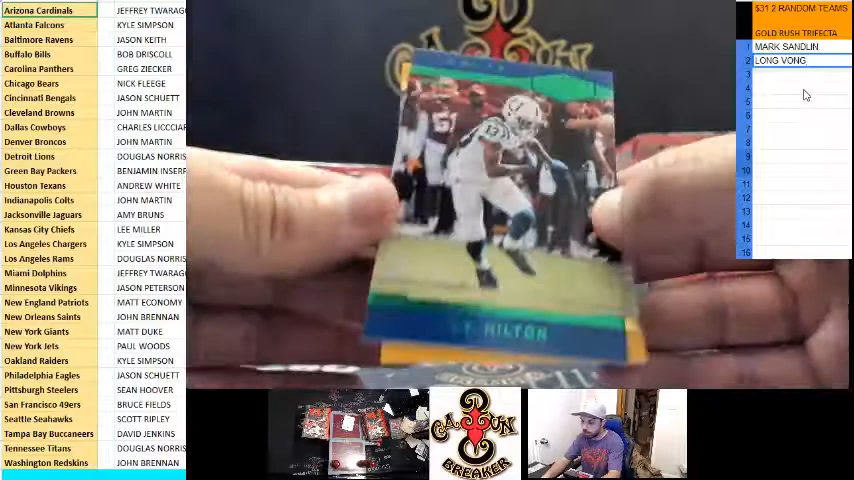 Arizona Cardinals JEFFREY TWARAG
Atlanta Falcons KYLE SIMPSON
Baltimore Ravens JASON KEITH
Buffalo Bills BOB DRISCOLL
Carolina Panthers GREG ZIECKER
Chicago Bears NICK FLEEGE
Cincinnati Bengals JASON SCHUETT
Cleveland Browns JOHN MARTIN
Dallas Cowboys CHARLES LICCCIAR
Denver Broncos JOHN MARTIN
Detroit Lions DOUGLAS NORRIS
Green Bay Packers BENJAMIN INSERR
Houston Texans ANDREW WHITE
Indianapolis Colts JOHN MARTIN
Jacksonville Jaguars AMY BRUNS
Kansas City Chiefs LEE MILLER
Los Angeles Chargers KYLE SIMPSON
Los Angeles Rams DOUGLAS NORRIS
Miami Dolphins JEFFREY TWARAG
Minnesota Vikings JASON PETERSON
New England Patriots MATT ECONOMY
New Orleans Saints JOHN BRENNAN
New York Giants MATT DUKE
New York Jets PAUL WOODS
Oakland Raiders KYLE SIMPSON
Philadelphia Eagles JASON SCHUETT
Pittsburgh Steelers SEAN HOOVER
San Francisco 49ers BRUCE FIELDS
Seattle Seahawks SCOTT RIPLEY
Tampa Bay Buccaneers DAVID JENKINS
Tennessee Titans DOUGLAS NORRIS
Washington Redskins JOHN BRENNAN
13
HILTON
CAJUN
BREAKER
$31 2 RANDOM TEAMS
GOLD RUSH TRIFECTA
1 MARK SANDLIN
2 LONG VONG
3
4
5
6
7
8
9
10
11
12
13
14
15
16